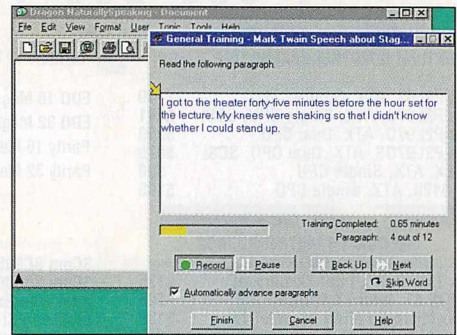 Dragon NaturallySpeaking - Document
File Edit View Format User Topic Tools Help
General Training - Mark Twain Speech about Stag...
Read the following paragraph.
I got to the theater forty-five minutes before the hour set for
the lecture. My knees were shaking so that I didn't know
whether I could stand up.
Training Completed: 0.65 minutes
Paragraph: 4 out of 12
Record Pause Back Up Next
Skip Word
Automatically advance paragraphs
Finish Cancel Help